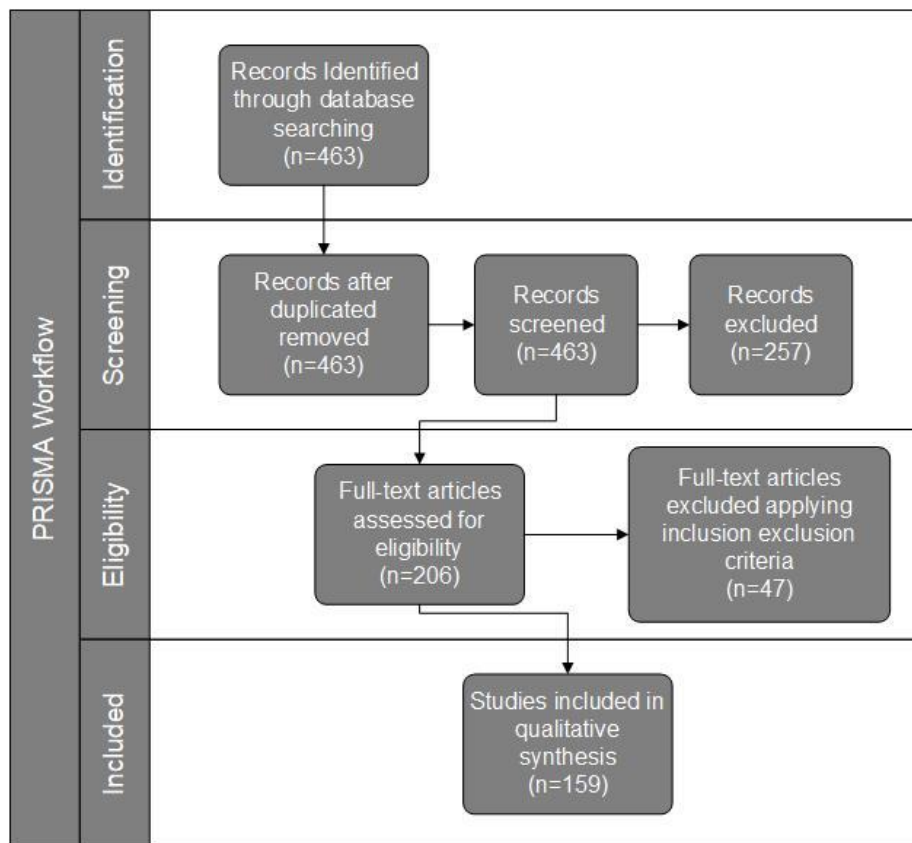 PRISMA Workflow
Identification
Records Identified
through database
searching
(n=463)
Screening
Records after
duplicated
removed
(n=463)
Records
screened
(n=463)
Records
excluded
(n=257)
Eligibility
Full-text articles
assessed for
eligibility
(n=206)
Full-text articles
excluded applying
inclusion exclusion
criteria
(n=47)
Included
Studies included in
qualitative
synthesis
(n=159)